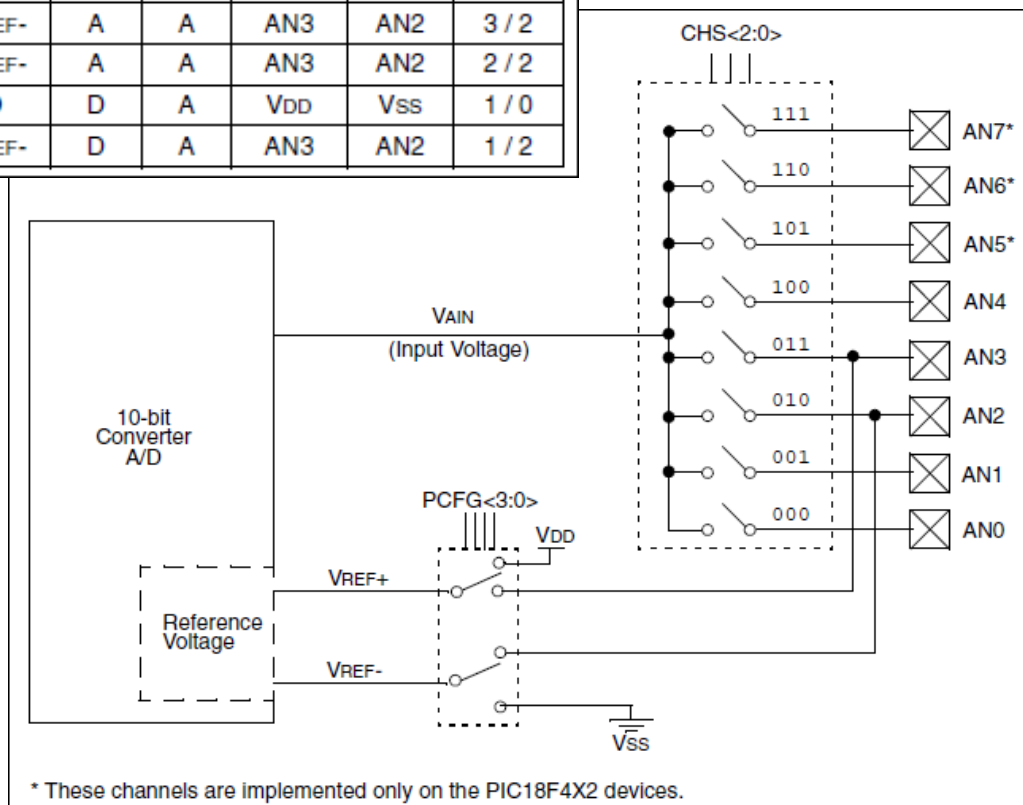 EF- A A AN3 AN2 3 / 2
EF- A A AN3 AN2 2 / 2
D A VDD VSS 1 / 0
EF- D A AN3 AN2 1 / 2
CHS<2:0>
111 AN7*
110 AN6*
101 AN5*
100 AN4
VAIN
(Input Voltage)
011 AN3
010 AN2
001 AN1
000 AN0
10-bit
Converter
A/D
PCFG<3:0>
VDD
VREF+
Reference
Voltage
VREF-
VSS
* These channels are implemented only on the PIC18F4X2 devices.